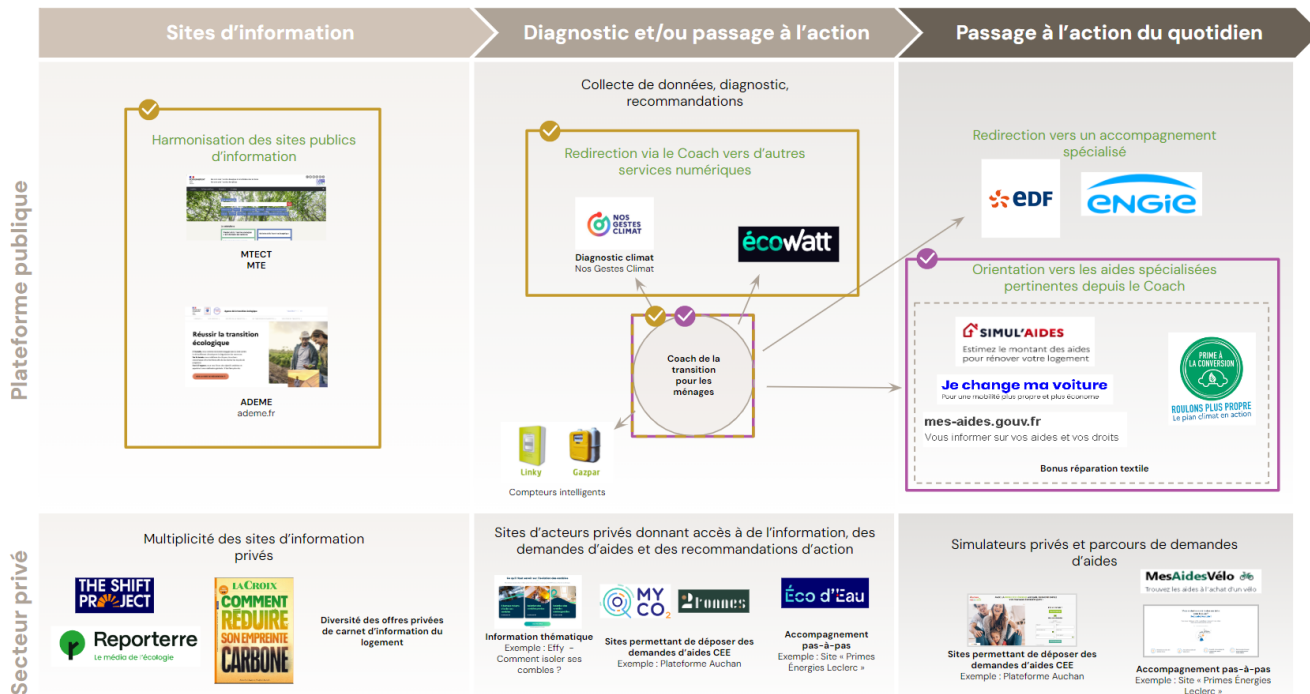 Sites d'information
Diagnostic et/ou passage à l'action
Passage à l'action du quotidien
Plateforme publique
Harmonisation des sites publics
d'information
MTECT
MTE
Réussir la transition
écologique
ADEME
ademe.fr
Collecte de données, diagnostic,
recommandations
Redirection via le Coach vers d'autres
services numériques
NOS
GESTES
CLIMAT
Diagnostic climat
Nos Gestes Climat
écowatt
Coach de la
transition
pour les
ménages
Linky
Gazpar
Compteurs intelligents
Redirection vers un accompagnement
spécialisé
eDF
ENGIE
Orientation vers les aides spécialisées
pertinentes depuis le Coach
SIMUL'AIDES
Estimez le montant des aides
pour rénover votre logement
Je change ma voiture
Pour une mobilité plus propre et plus économe
mes-aides.gouv.fr
Vous informer sur vos aides et vos droits
PRIME À
LA CONVERSION
ROULONS PLUS PROPRE
Le plan climat en action
Bonus réparation textile
Secteur privé
Multiplicité des sites d'information
privés
THE SHIFT
PROJECT
Reporterre
Le média de l'écologie
LA CROIX
COMMENT
RÉDUIRE
SON EMPREINTE
CARBONE
Diversité des offres privées
de carnet d'information du
logement
Sites d'acteurs privés donnant accès à de l'information, des
demandes d'aides et des recommandations d'action
Information thématique
Exemple : Effy -
Comment isoler ses
combles ?
MY
CO2
2tonnes
Sites permettant de déposer des
demandes d'aides CEE
Exemple : Plateforme Auchan
Éco d'Eau
Accompagnement
pas-à-pas
Exemple : Site « Primes
Énergies Leclerc »
Simulateurs privés et parcours de demandes
d'aides
Sites permettant de déposer des
demandes d'aides CEE
Exemple : Plateforme Auchan
MesAidesVélo
Trouvez les aides à l'achat d'un vélo
Accompagnement pas-à-pas
Exemple : Site « Primes Énergies
Leclerc »